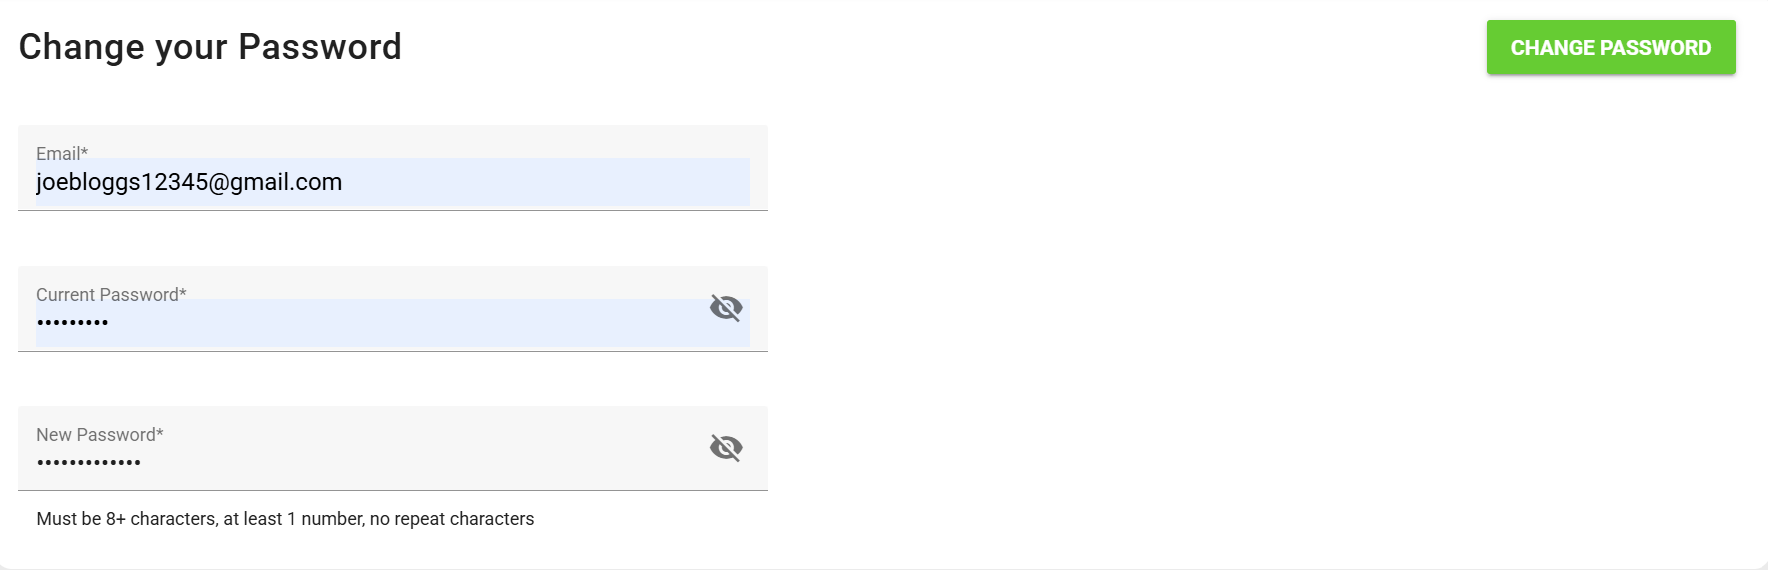 Change your Password
CHANGE PASSWORD
Email*
joebloggs12345@gmail.com
Current Password*
•••••••••
New Password*
•••••••••••••
Must be 8+ characters, at least 1 number, no repeat characters